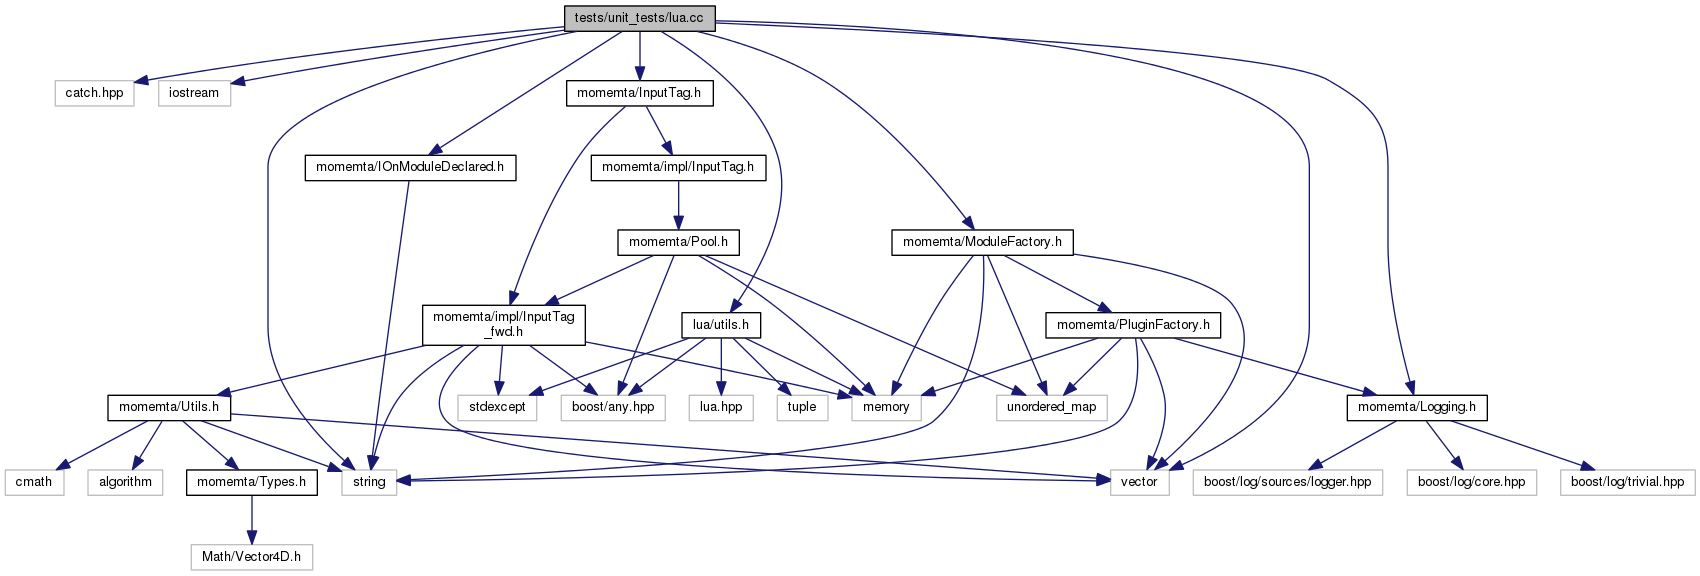 tests/unit_tests/lua.cc
catch.hpp
iostream
momemta/InputTag.h
momemta/IOnModuleDeclared.h
momemta/impl/InputTag.h
momemta/Pool.h
momemta/ModuleFactory.h
momemta/impl/InputTag
_fwd.h
lua/utils.h
momemta/PluginFactory.h
momemta/Utils.h
stdexcept
boost/any.hpp
lua.hpp
tuple
memory
unordered_map
momemta/Logging.h
cmath
algorithm
momemta/Types.h
string
vector
boost/log/sources/logger.hpp
boost/log/core.hpp
boost/log/trivial.hpp
Math/Vector4D.h